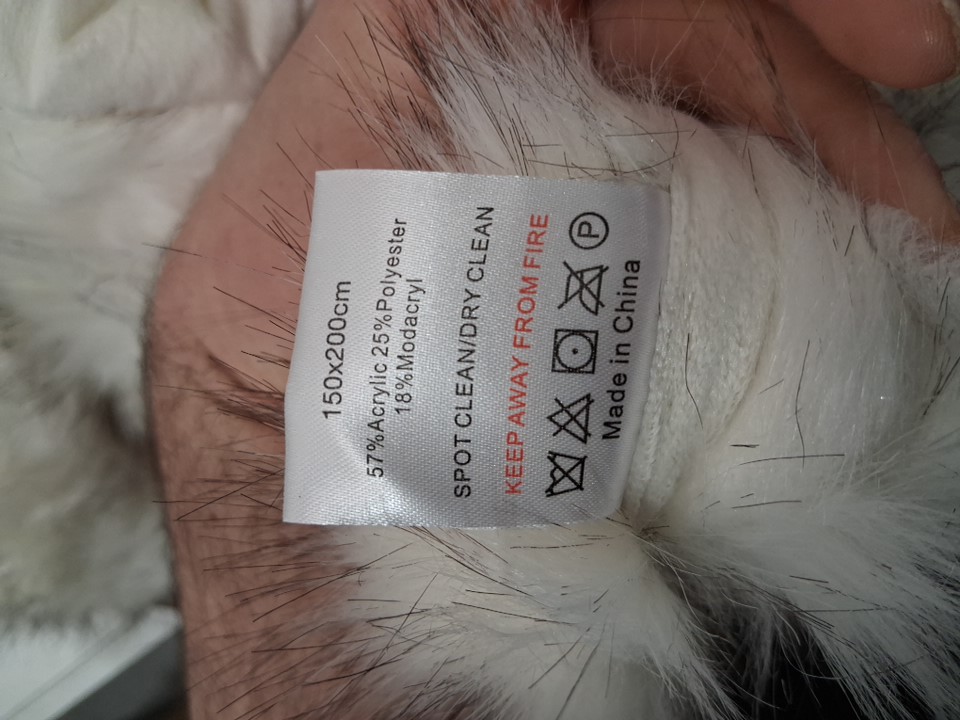 150x200cm
57%Acrylic 25%Polyester
18%Modacryl
SPOT CLEAN/DRY CLEAN
KEEP AWAY FROM FIRE
P
Made in China